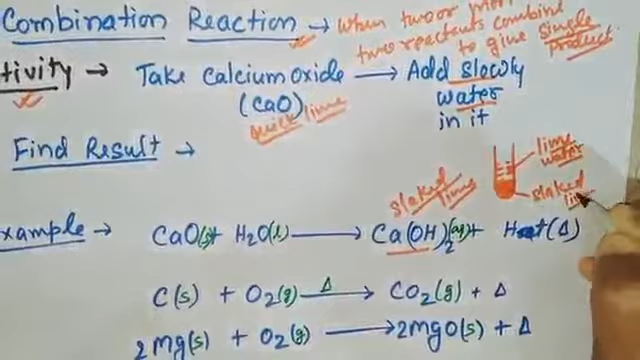 Combination Reaction → When two or more
two reactents combine
to give single
product.
tivity → Take Calcium oxide → Add slowly
(CaO) water
Quick lime in it
Find Result →
lime
water
slaked
lime
slaked
lime
xample → CaO(s) + H2O(l) → Ca(OH)2(aq) + Heat (Δ)
C(s) + O2(g) Δ→ CO2(g) + Δ
2Mg(s) + O2(g) → 2MgO(s) + Δ